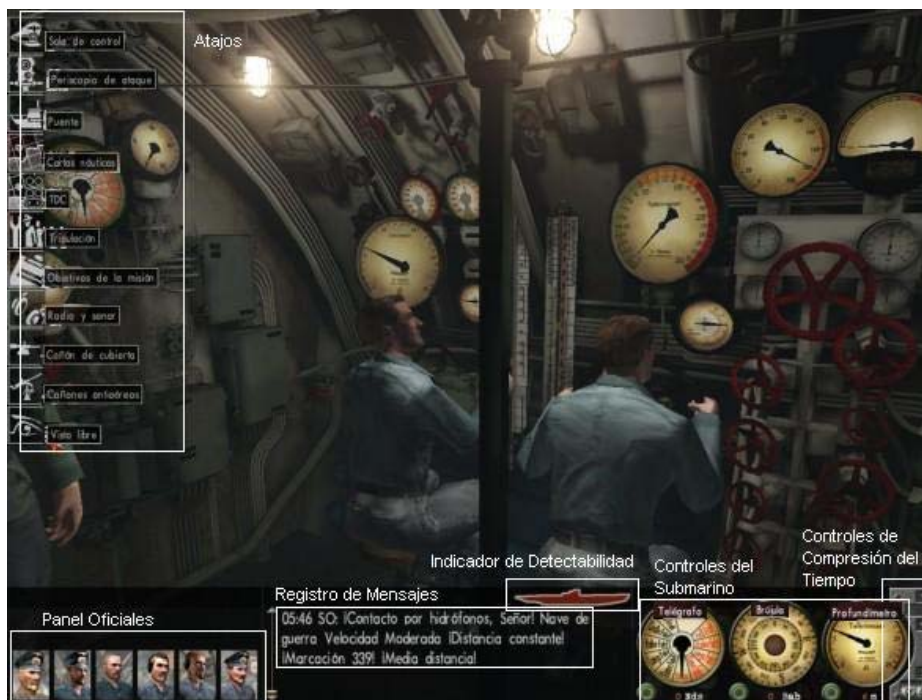 Atajos
Sala de control
Periscopio de ataque
Puente
Cartas náuticas
TDC
Tripulación
Objetivos de la misión
Radio y sonar
Cañón de cubierta
Cañones antiaéreos
Vista libre
Indicador de Detectabilidad
Controles del
Submarino
Controles de
Compresión del
Tiempo
Registro de Mensajes
05:46 SO: ¡Contacto por hidrófonos, Señor! Nave de
guerra Velocidad Moderada ¡Distancia constante!
¡Marcación 339! ¡Media distancia!
Panel Oficiales
Telégrafo
Brújula
Profundímetro